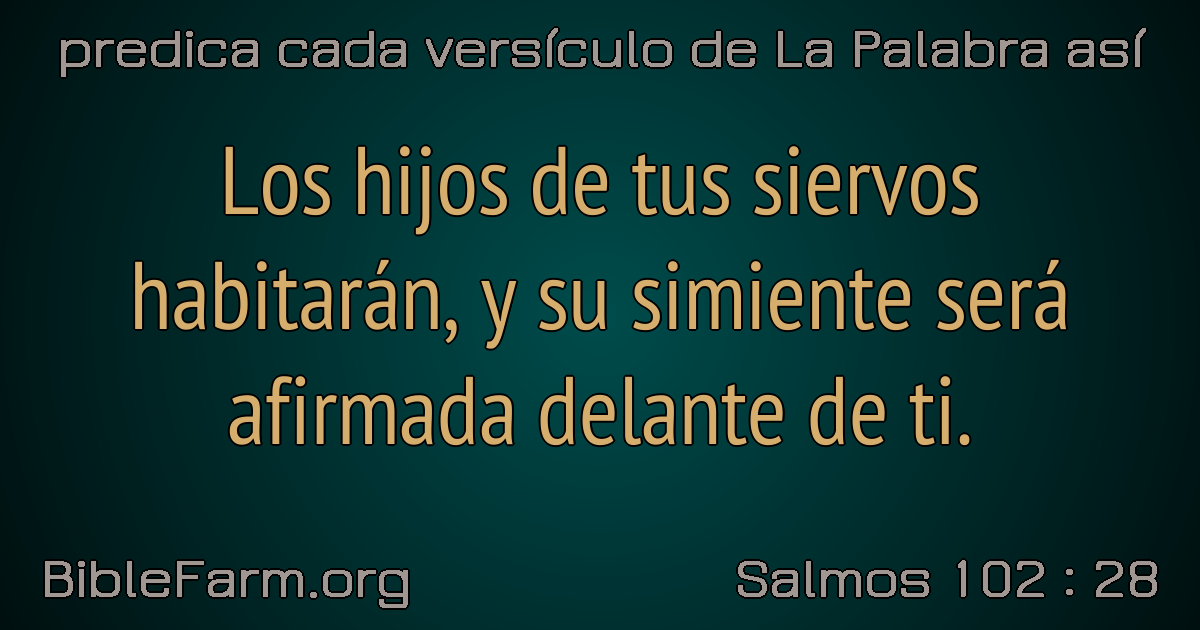 predica cada versículo de La Palabra así
Los hijos de tus siervos
habitarán, y su simiente será
afirmada delante de ti.
BibleFarm.org
Salmos 102 : 28